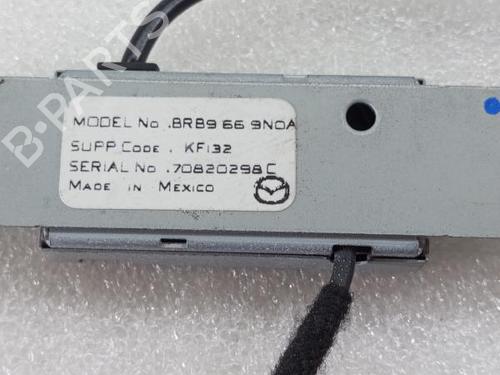 MODEL No .BRB9 66 9N0A
SUPP CODE . KF132
SERIAL No .70820298C
MADE IN MEXICO
B-PARTS